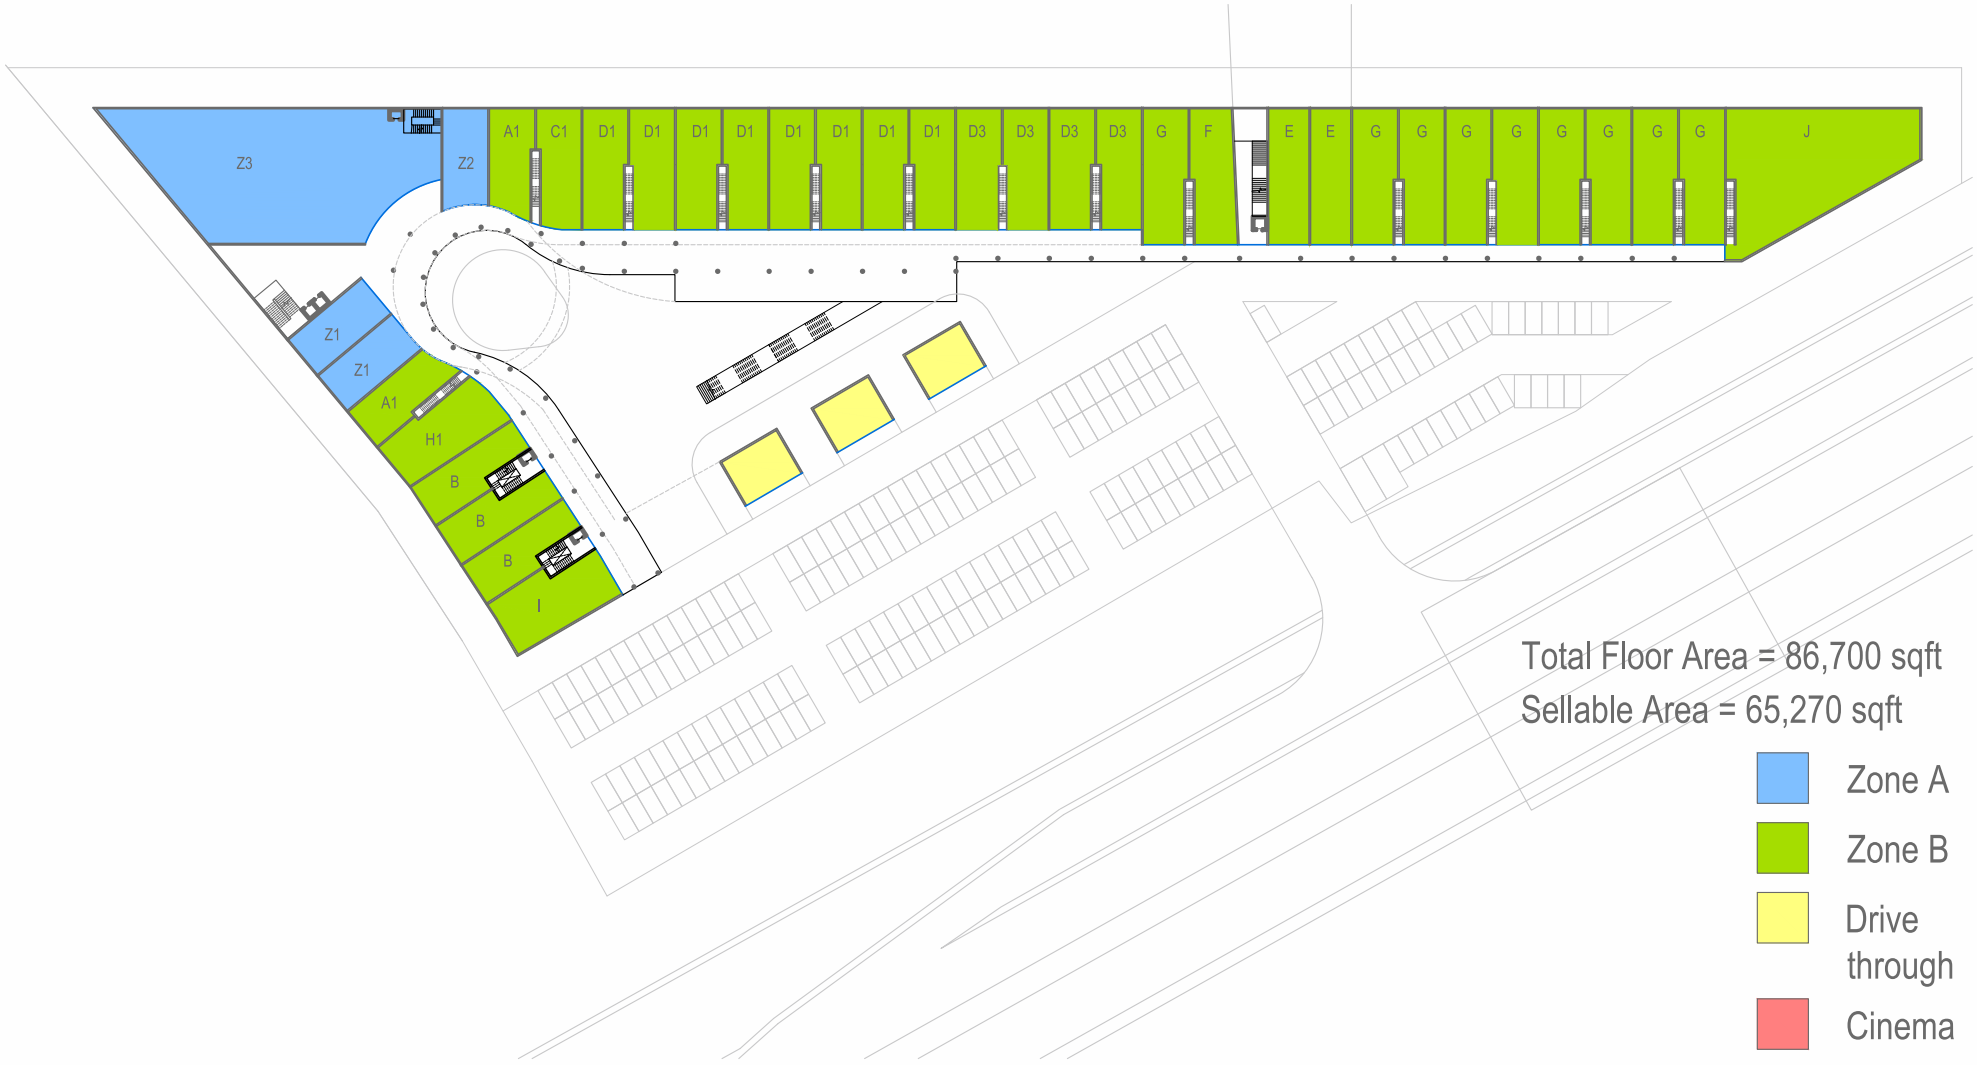 A1 C1 D1 D1 D1 D1 D1 D1 D1 D1 D3 D3 D3 D3 G F E E G G G G G G G G J
Z3 Z2
Z1
Z1
A1
H1
B
B
B
I
Total Floor Area = 86,700 sqft
Sellable Area = 65,270 sqft
Zone A
Zone B
Drive
through
Cinema